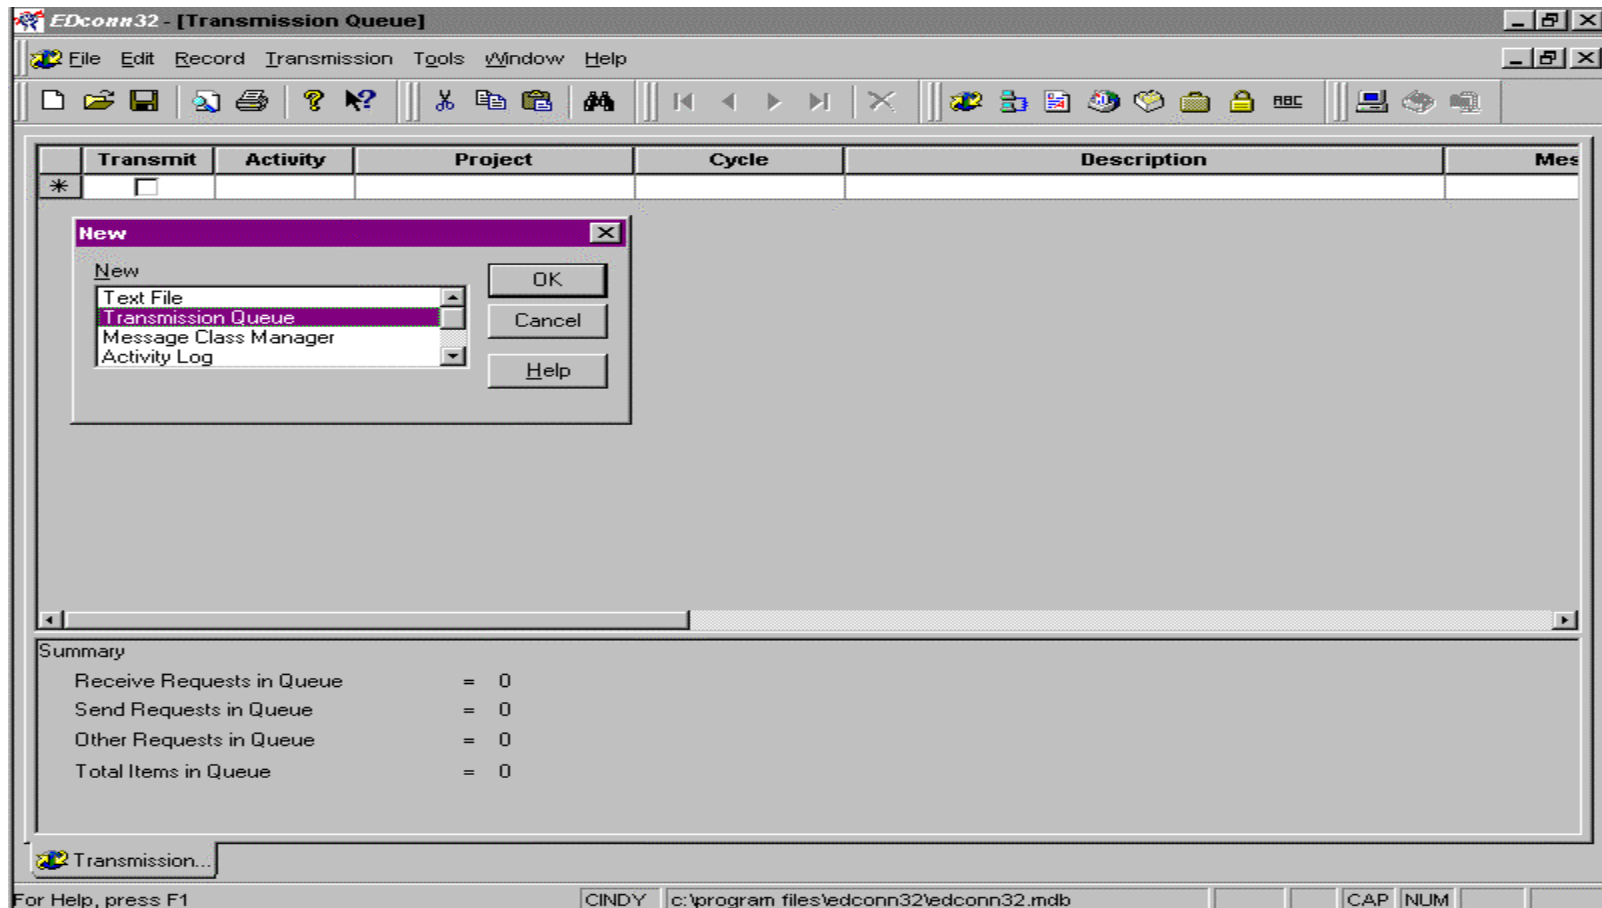 EDconn32 - [Transmission Queue]
File Edit Record Transmission Tools Window Help
ABC
Transmit Activity Project Cycle Description Mes
New
New
Text File
Transmission Queue
Message Class Manager
Activity Log
OK
Cancel
Help
Summary
Receive Requests in Queue = 0
Send Requests in Queue = 0
Other Requests in Queue = 0
Total Items in Queue = 0
Transmission...
For Help, press F1 CINDY c:\program files\edconn32\edconn32.mdb CAP NUM